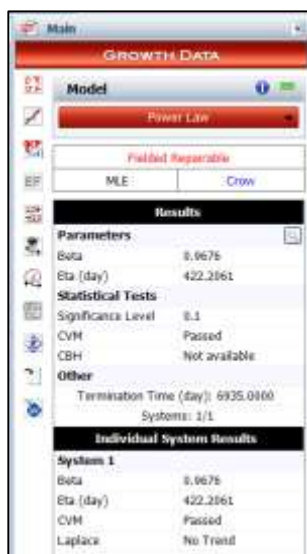 Main
GROWTH DATA
Model
Power Law
Fielded Repairable
MLE Crow
Results
Parameters
Beta 0.9676
Eta (day) 422.2061
Statistical Tests
Significance Level 0.1
CVM Passed
CBH Not available
Other
Termination Time (day): 6935.0000
Systems: 1/1
Individual System Results
System 1
Beta 0.9676
Eta (day) 422.2061
CVM Passed
Laplace No Trend